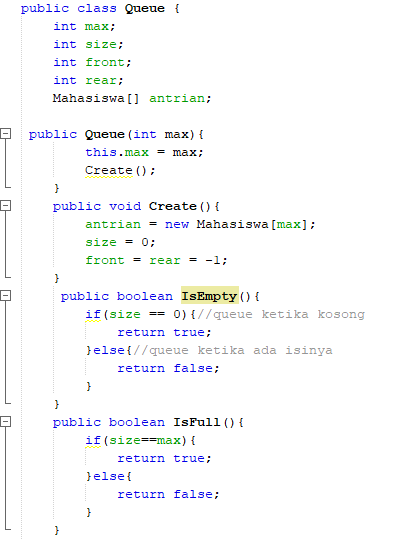 public class Queue {
    int max;
    int size;
    int front;
    int rear;
    Mahasiswa[] antrian;

 public Queue(int max){
        this.max = max;
        Create();
    }
    public void Create(){
        antrian = new Mahasiswa[max];
        size = 0;
        front = rear = -1;
    }
     public boolean IsEmpty(){
        if(size == 0){//queue ketika kosong
            return true;
        }else{//queue ketika ada isinya
            return false;
        }
    }
    public boolean IsFull(){
        if(size==max){
            return true;
        }else{
            return false;
        }
    }